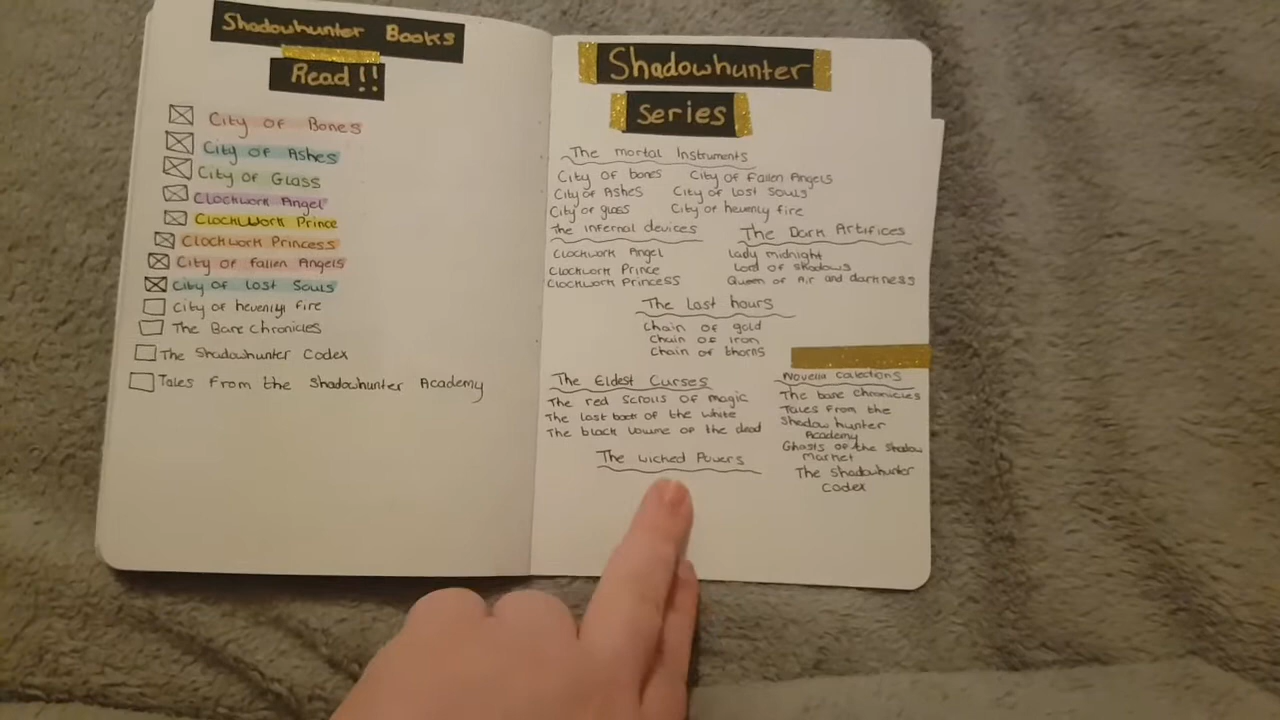 Shadowhunter Books
Read!!
City of Bones
City of Ashes
City of Glass
Clockwork Angel
Clockwork Prince
Clockwork Princess
City of fallen Angels
City of lost Souls
City of hevenly fire
The Bane Chronicles
The Shadowhunter Codex
Tales from the Shadowhunter Academy
Shadowhunter
Series
The mortal Instruments
City of bones City of fallen Angels
City of Ashes City of lost Souls
City of glass City of hevenly fire
The infernal devices
Clockwork Angel
Clockwork Prince
Clockwork Princess
The Dark Artifices
lady midnight
Lord of shadows
Queen of Air and darkness
The Last hours
Chain of gold
Chain of iron
Chain of thorns
The Eldest Curses
The red Scrolls of magic
The lost book of the white
The black volume of the dead
The wicked Powers
Novella
The bane chronicles
Tales from the
Shadow hunter
Academy
Ghosts of the Shadow
market
The Shadowhunter
Codex